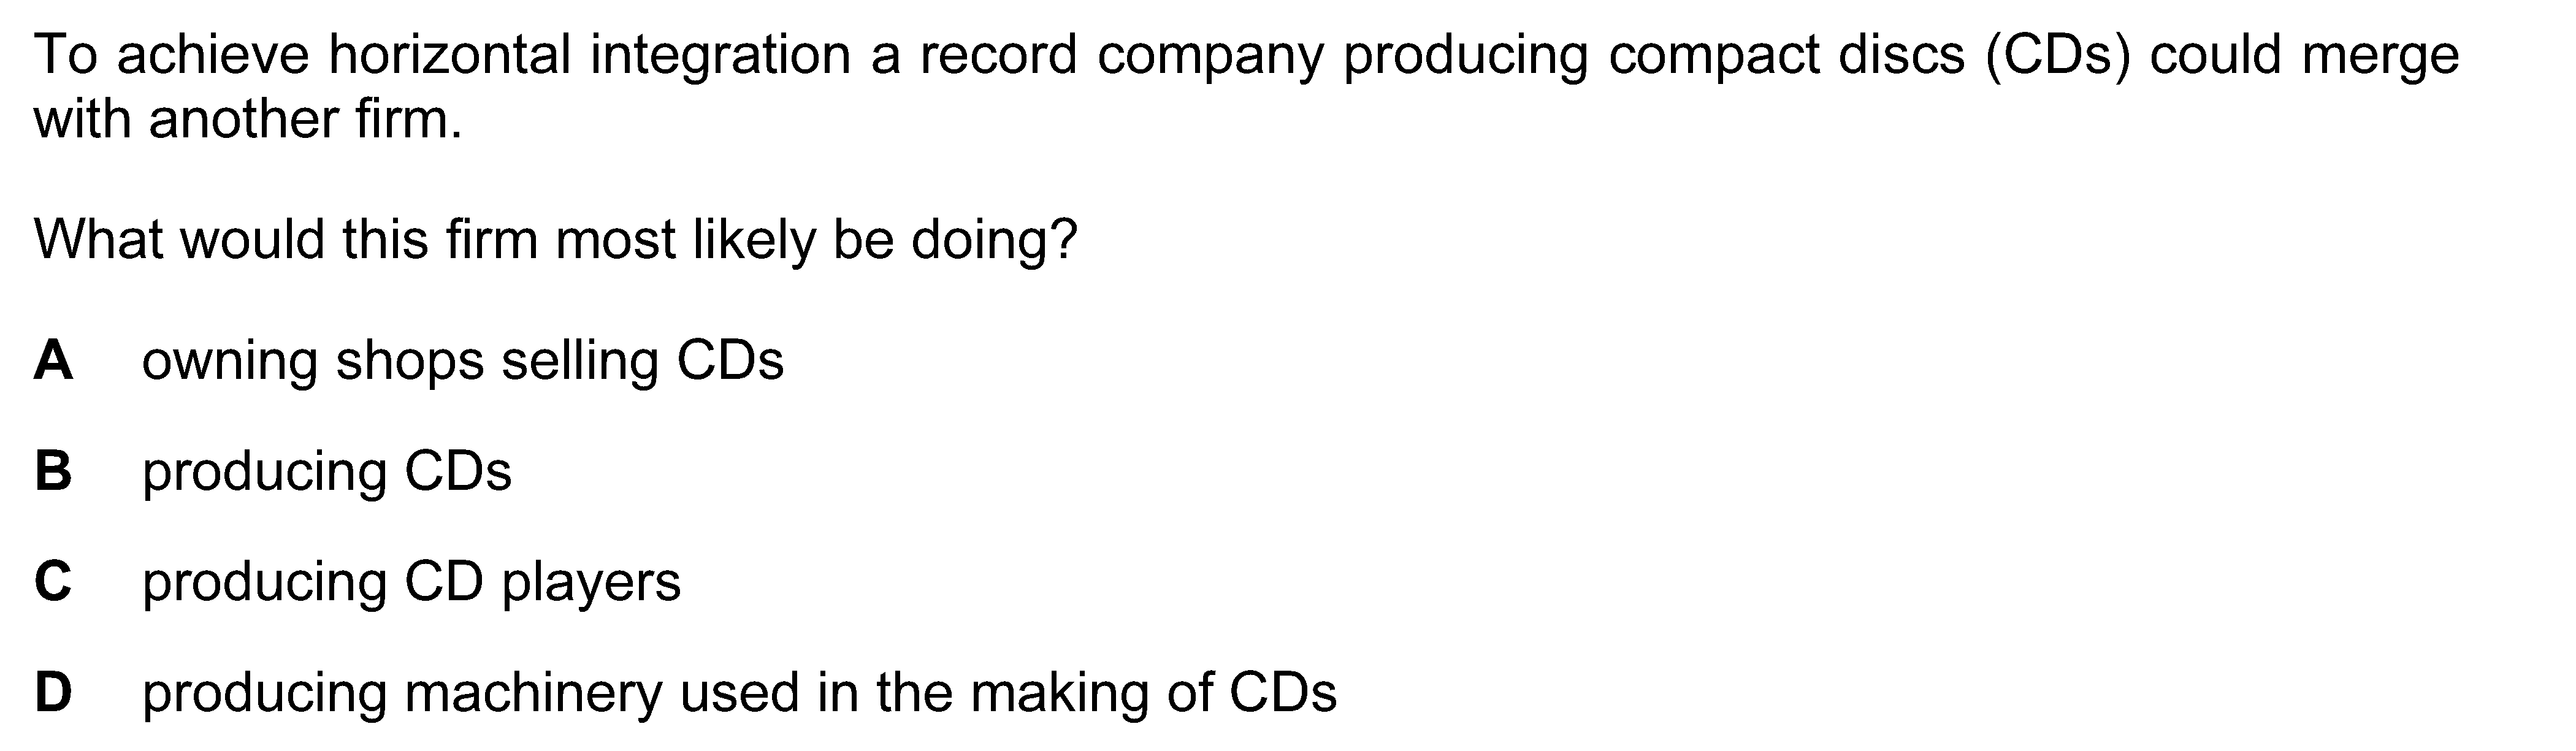 To achieve horizontal integration a record company producing compact discs (CDs) could merge
with another firm.
What would this firm most likely be doing?
A owning shops selling CDs
B producing CDs
C producing CD players
D producing machinery used in the making of CDs